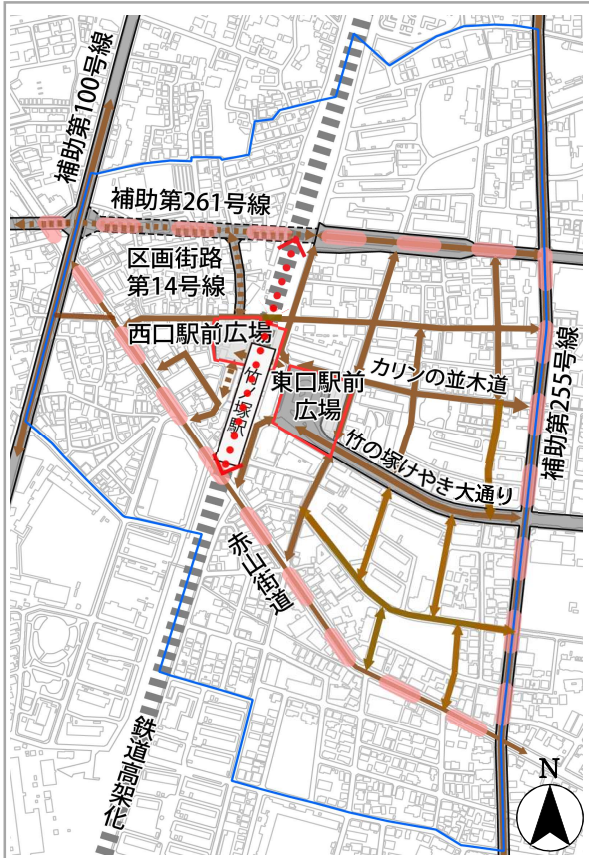 補助第100号線
補助第261号線
区画街路
第14号線
西口駅前広場
竹ノ塚駅
東口駅前
広場
カリンの並木道
竹の塚けやき大通り
補助第255号線
赤山街道
鉄道高架化
N